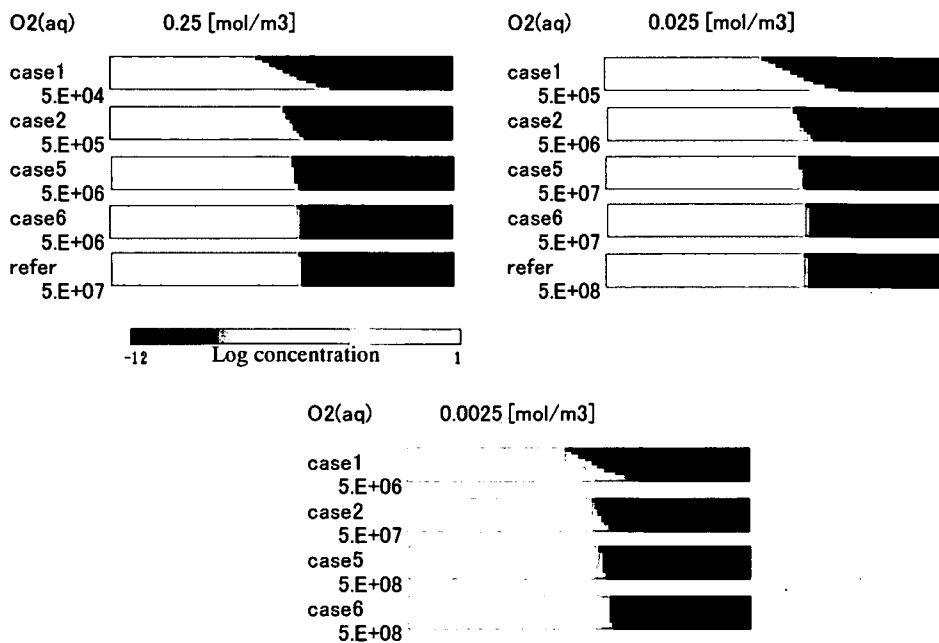 O2(aq) 0.25 [mol/m3]
case1
5.E+04
case2
5.E+05
case5
5.E+06
case6
5.E+06
refer
5.E+07
-12 Log concentration 1
O2(aq) 0.025 [mol/m3]
case1
5.E+05
case2
5.E+06
case5
5.E+07
case6
5.E+07
refer
5.E+08
O2(aq) 0.0025 [mol/m3]
case1
5.E+06
case2
5.E+07
case5
5.E+08
case6
5.E+08